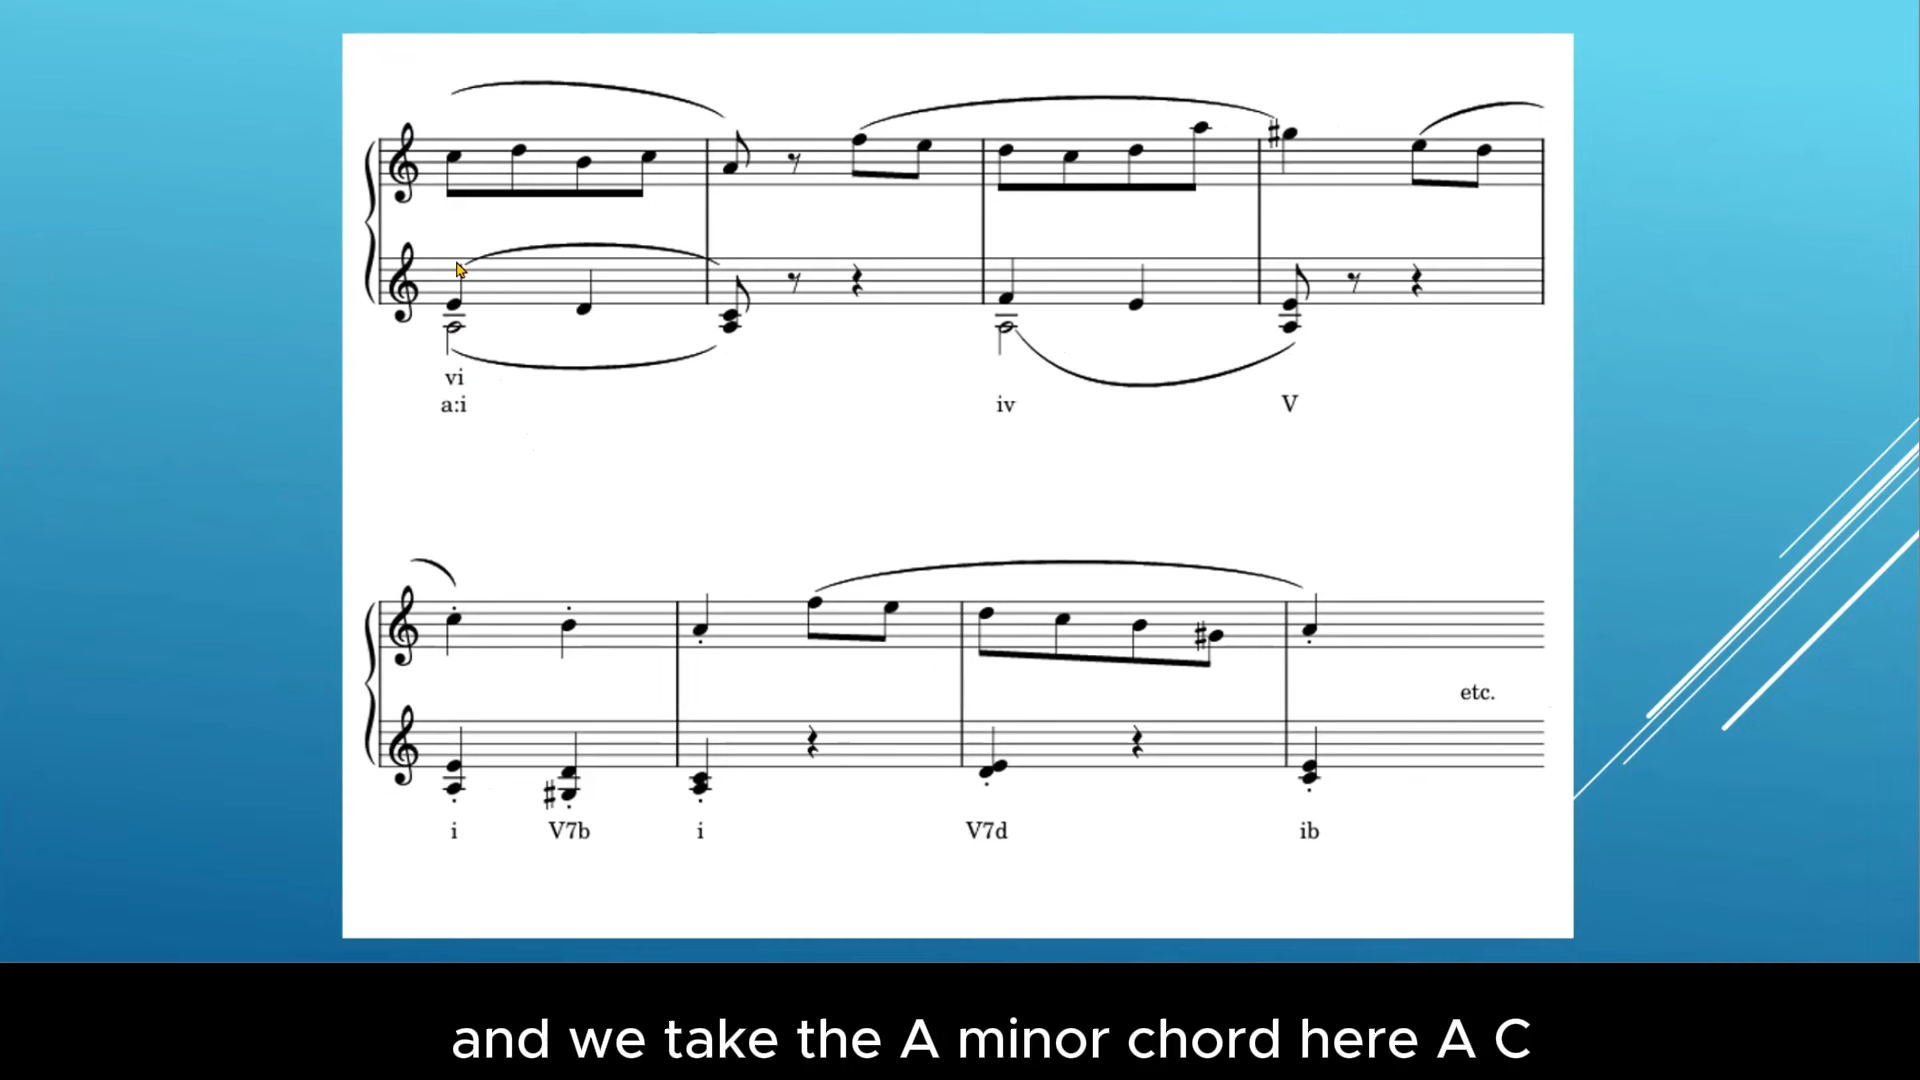 vi
a:i iv V
etc.
i V7b i V7d ib
and we take the A minor chord here A C